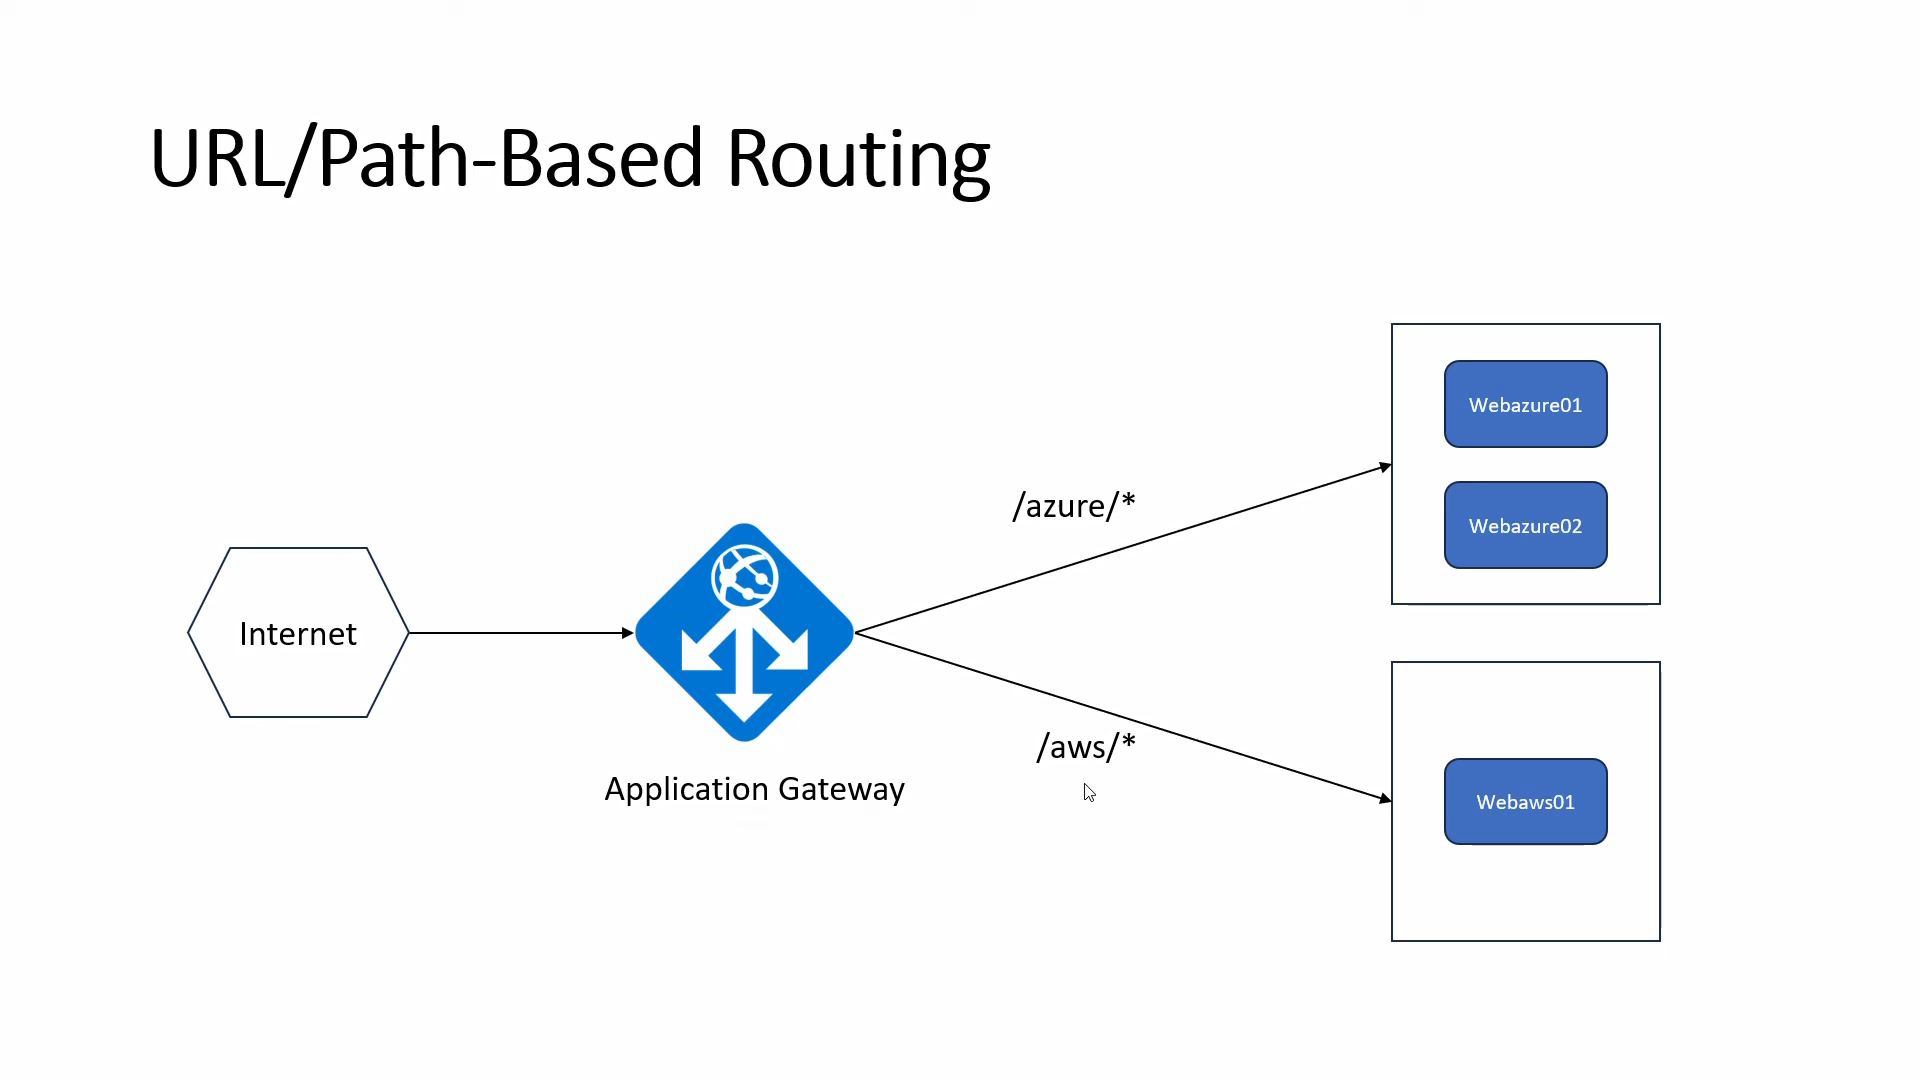 URL/Path-Based Routing
Webazure01
/azure/*
Webazure02
Internet
/aws/*
Application Gateway
Webaws01